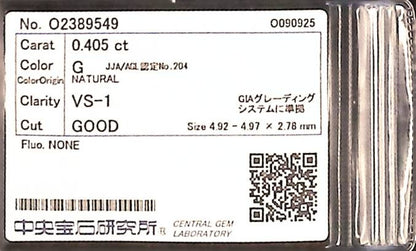 No. O2389549 O090925
Carat 0.405 ct
Color G JJA/AGL認定No.204
ColorOrigin NATURAL
Clarity VS-1 GIAグレーディング
システムに準拠
Cut GOOD Size 4.92 - 4.97 × 2.78 mm
Fluo. NONE
中央宝石研究所 CENTRAL GEM
LABORATORY